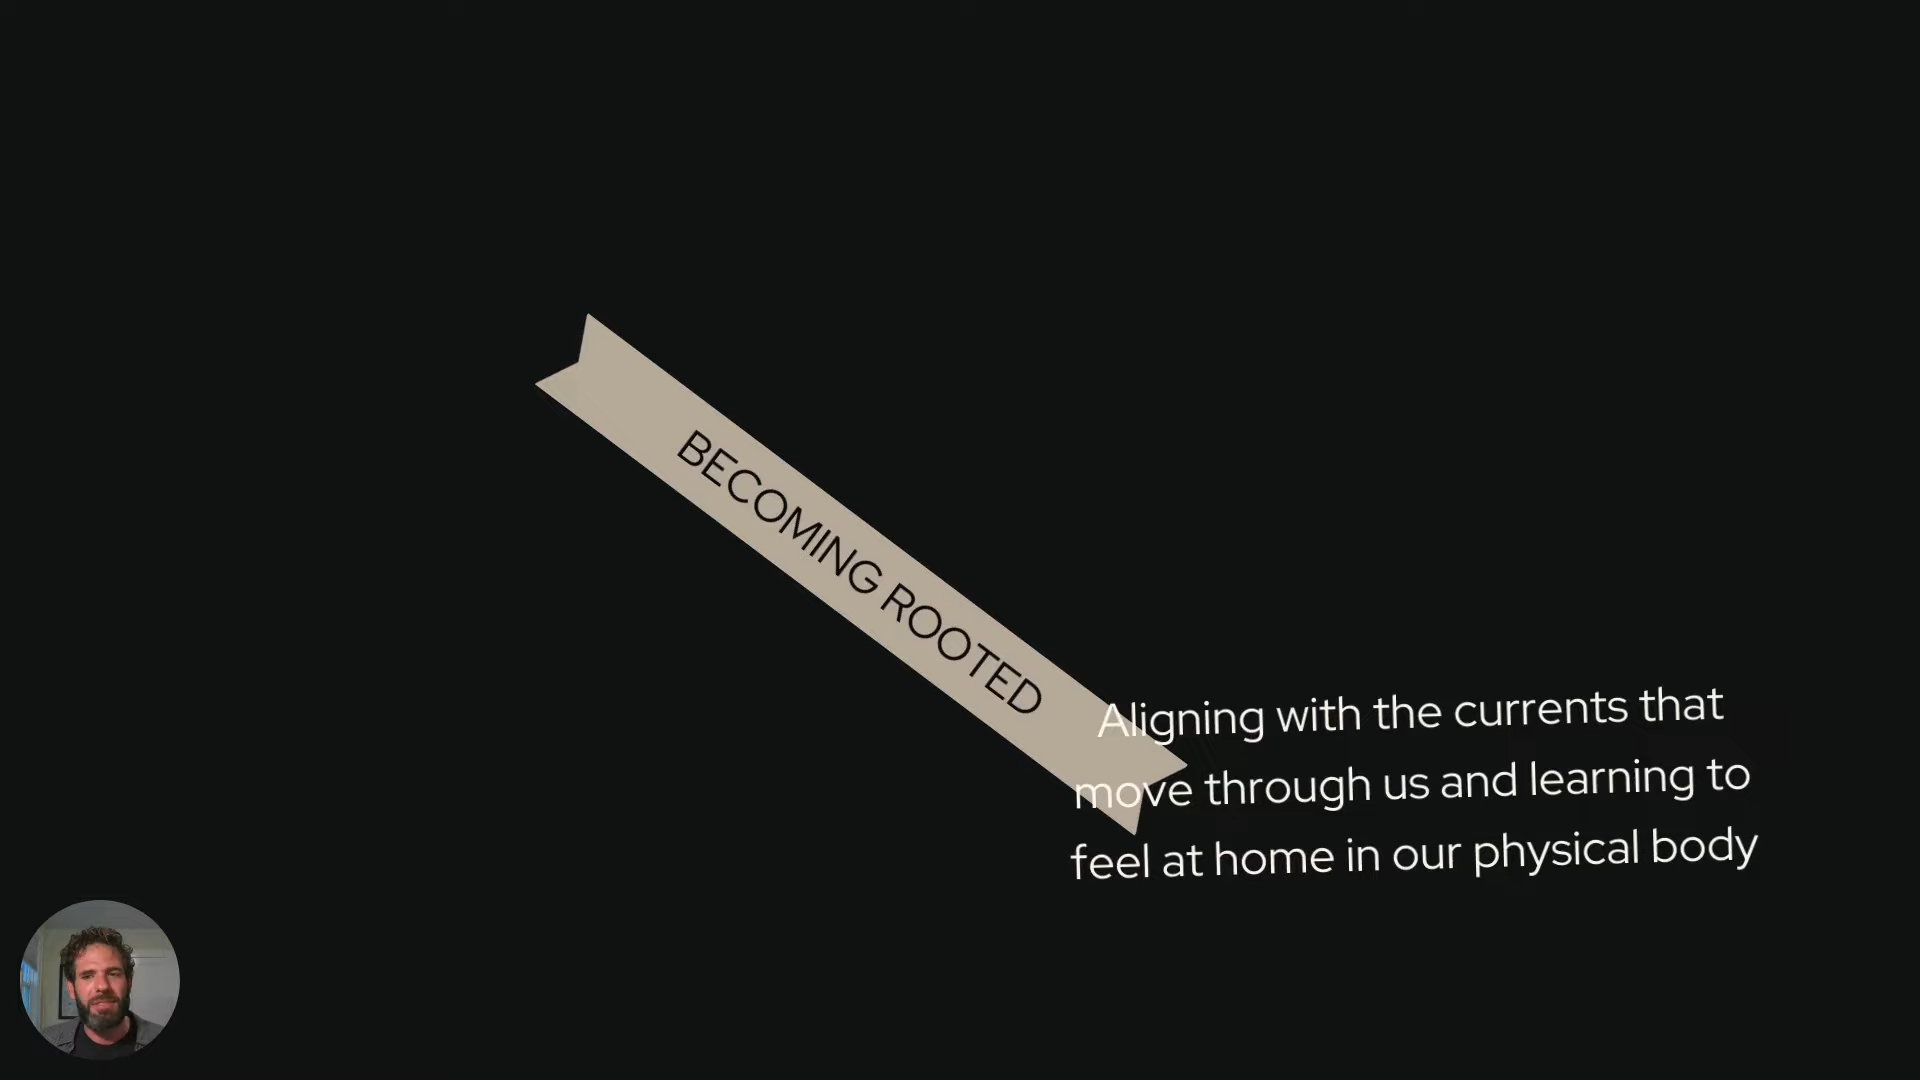 BECOMING ROOTED
Aligning with the currents that
move through us and learning to
feel at home in our physical body